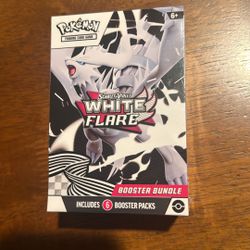 POKÉMON
TRADING CARD GAME
6+
SCARLET & VIOLET
WHITE
FLARE
BOOSTER BUNDLE
INCLUDES 6 BOOSTER PACKS